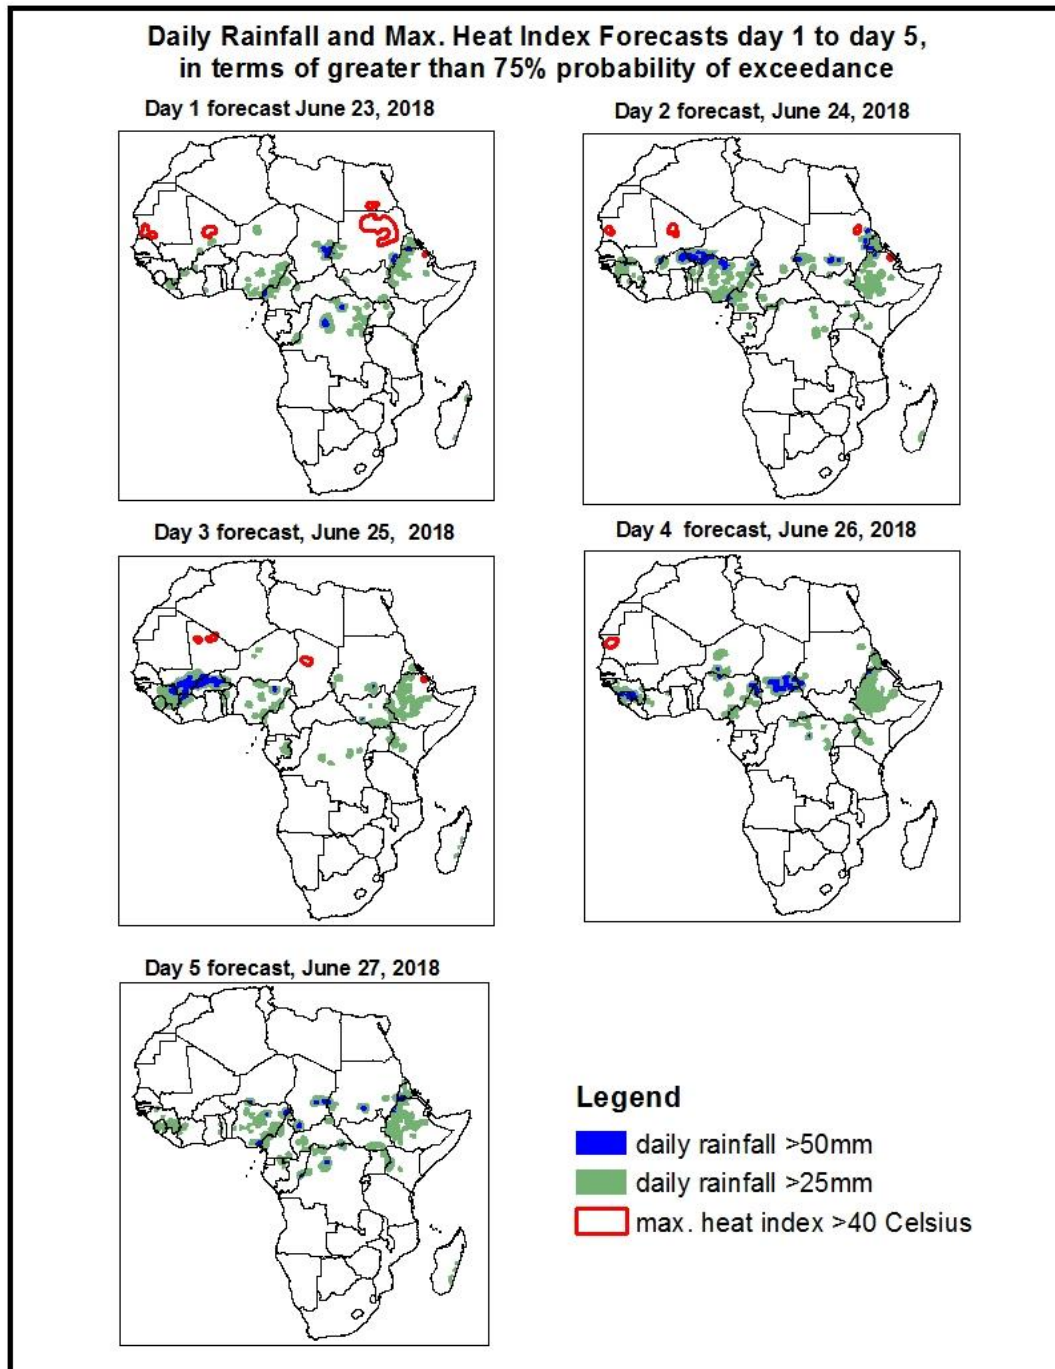 Daily Rainfall and Max. Heat Index Forecasts day 1 to day 5,
in terms of greater than 75% probability of exceedance
Day 1 forecast June 23, 2018
Day 2 forecast, June 24, 2018
Day 3 forecast, June 25, 2018
Day 4 forecast, June 26, 2018
Day 5 forecast, June 27, 2018
Legend
daily rainfall >50mm
daily rainfall >25mm
max. heat index >40 Celsius